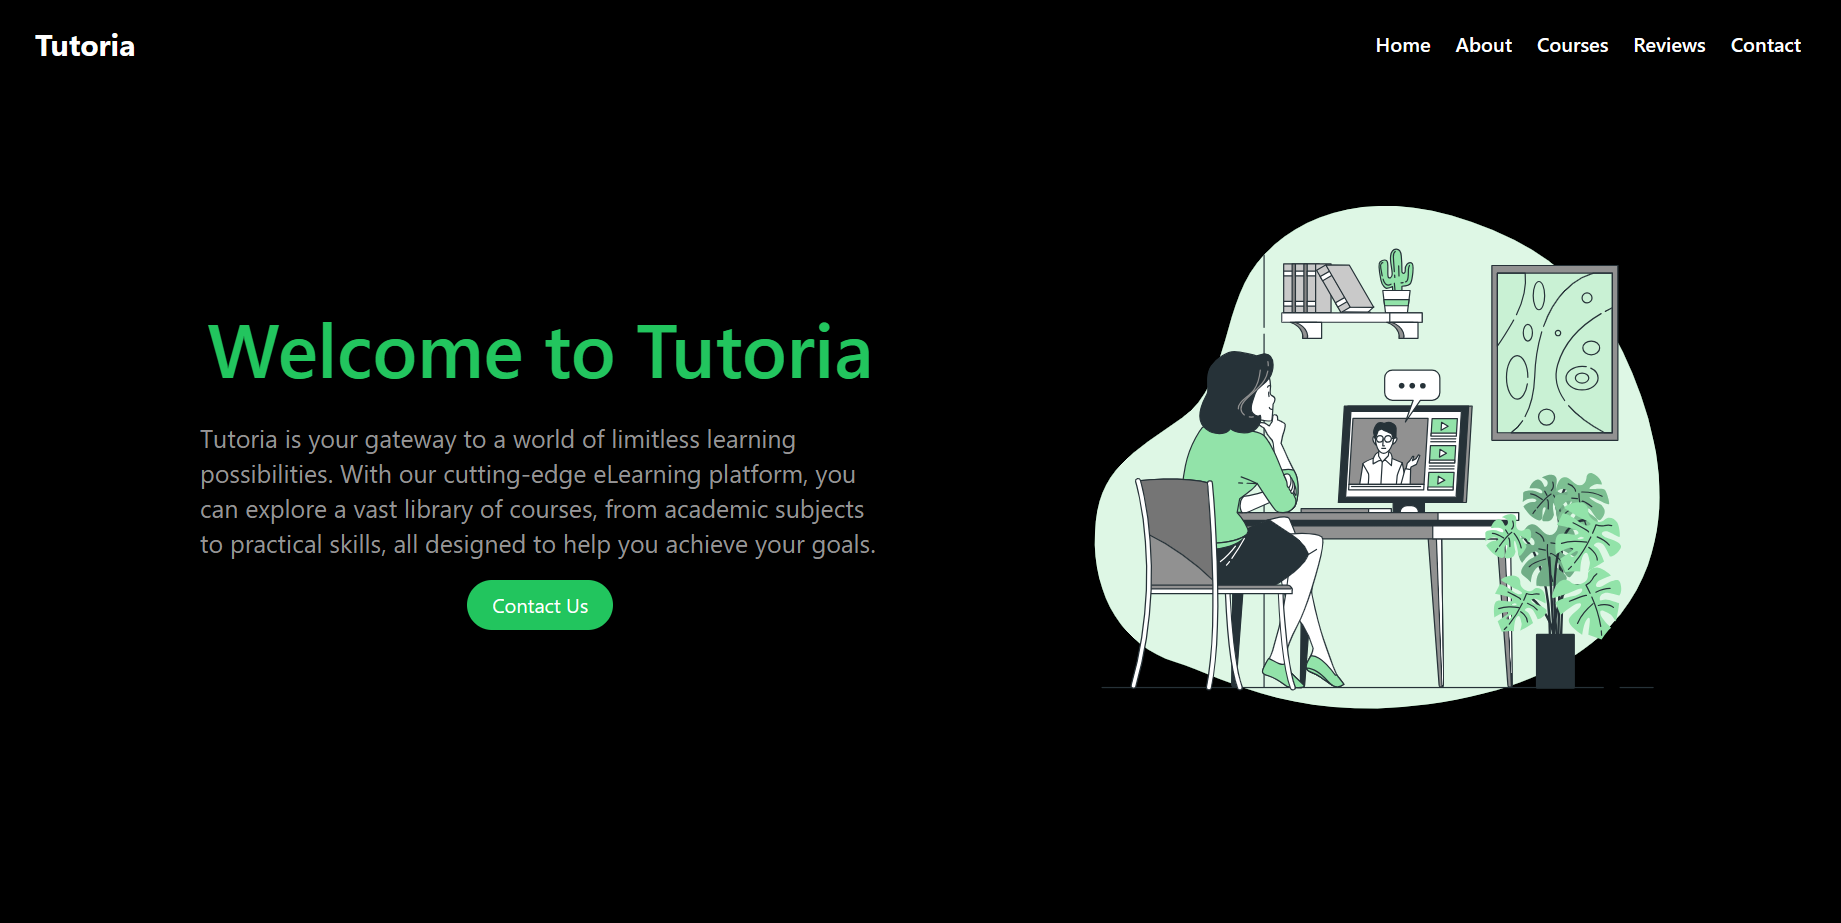 Tutoria
Home About Courses Reviews Contact
Welcome to Tutoria
Tutoria is your gateway to a world of limitless learning
possibilities. With our cutting-edge eLearning platform, you
can explore a vast library of courses, from academic subjects
to practical skills, all designed to help you achieve your goals.
Contact Us